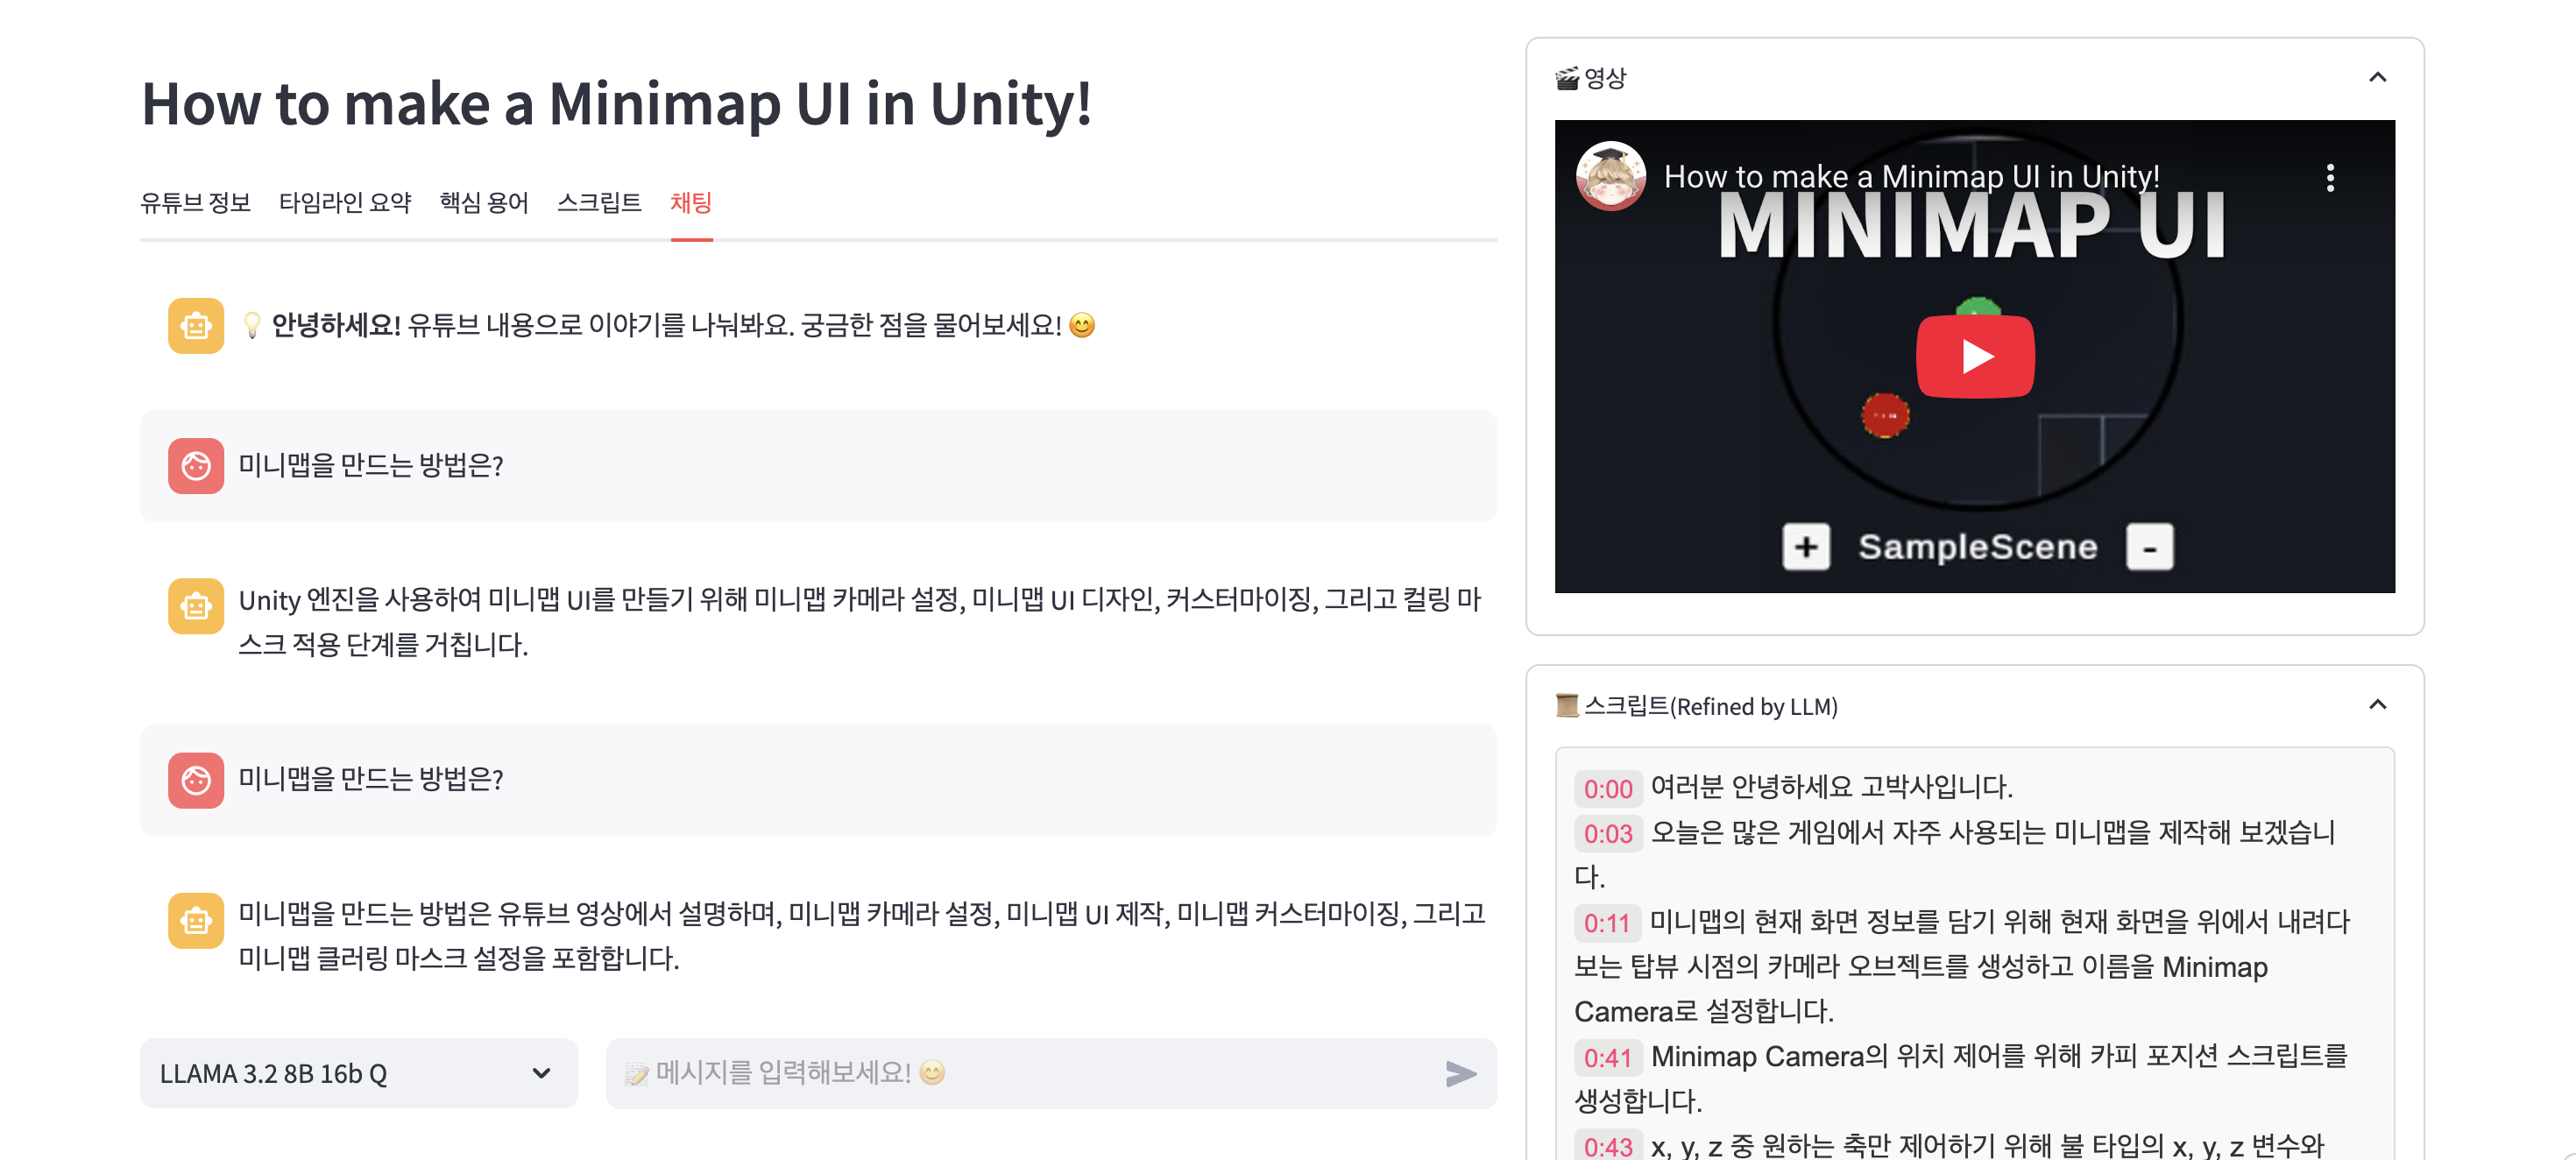 How to make a Minimap UI in Unity!
유튜브 정보 타임라인 요약 핵심 용어 스크립트 채팅
💡 안녕하세요! 유튜브 내용으로 이야기를 나눠봐요. 궁금한 점을 물어보세요! 😊
미니맵을 만드는 방법은?
Unity 엔진을 사용하여 미니맵 UI를 만들기 위해 미니맵 카메라 설정, 미니맵 UI 디자인, 커스터마이징, 그리고 컬링 마
스크 적용 단계를 거칩니다.
미니맵을 만드는 방법은?
미니맵을 만드는 방법은 유튜브 영상에서 설명하며, 미니맵 카메라 설정, 미니맵 UI 제작, 미니맵 커스터마이징, 그리고
미니맵 클러링 마스크 설정을 포함합니다.
LLAMA 3.2 8B 16b Q
📝 메시지를 입력해보세요! 😊
🎬 영상
How to make a Minimap UI in Unity!
MINIMAP UI
+ SampleScene -
📜 스크립트(Refined by LLM)
0:00 여러분 안녕하세요 고박사입니다.
0:03 오늘은 많은 게임에서 자주 사용되는 미니맵을 제작해 보겠습니
다.
0:11 미니맵의 현재 화면 정보를 담기 위해 현재 화면을 위에서 내려다
보는 탑뷰 시점의 카메라 오브젝트를 생성하고 이름을 Minimap
Camera로 설정합니다.
0:41 Minimap Camera의 위치 제어를 위해 카피 포지션 스크립트를
생성합니다.
0:43 x, y, z 중 원하는 축만 제어하기 위해 불 타입의 x, y, z 변수와